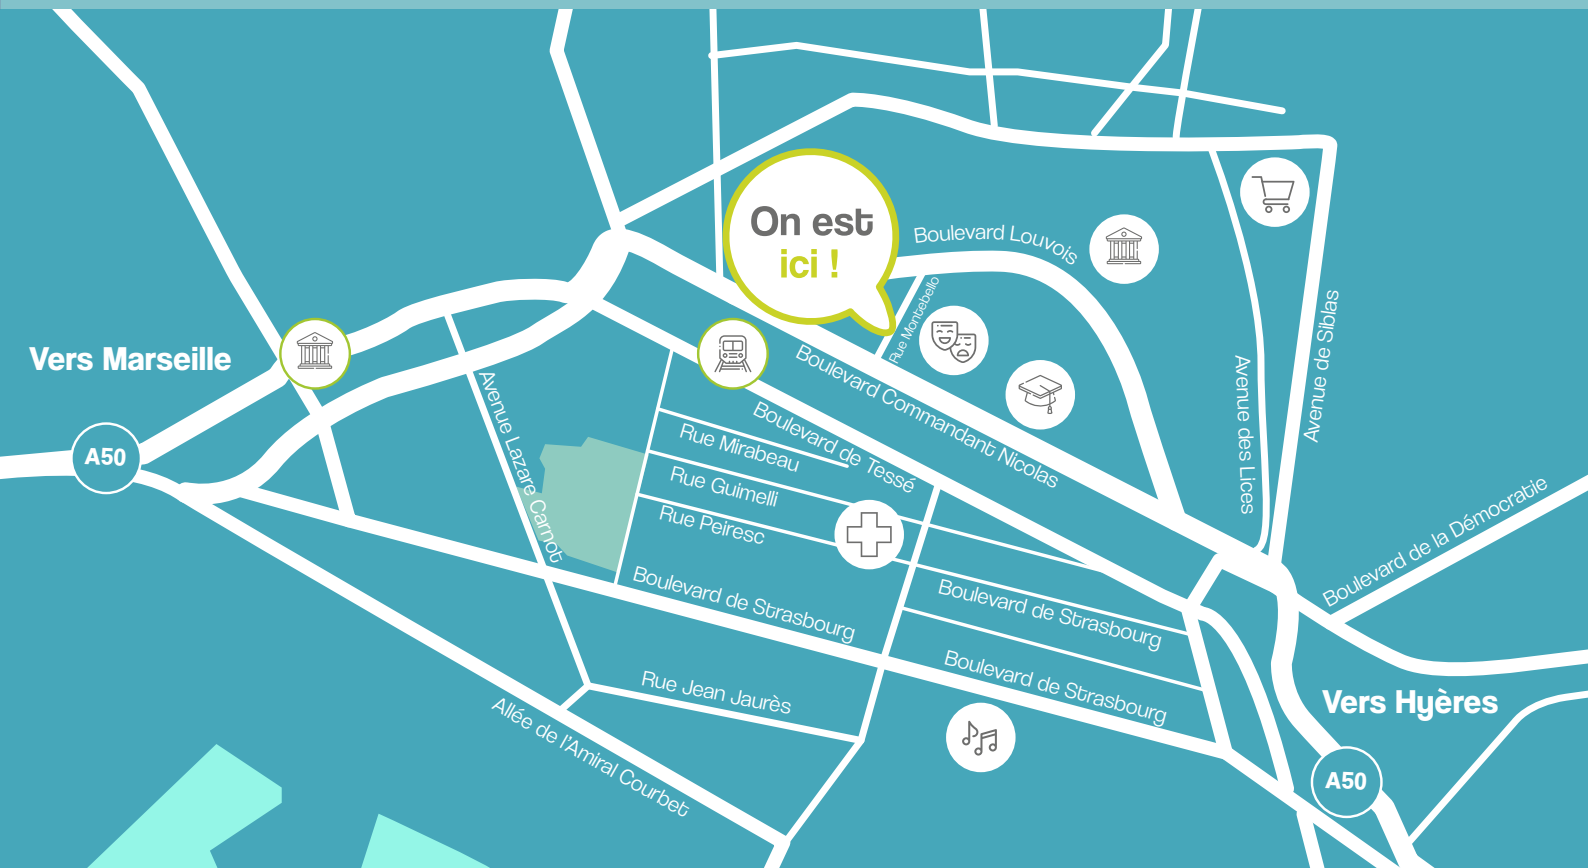 On est
ici !
Boulevard Louvois
Rue Montebello
Avenue de Siblas
Avenue des Lices
Vers Marseille
A50
Avenue Lazare Carnot
Boulevard Commandant Nicolas
Boulevard de Tessé
Rue Mirabeau
Rue Guimelli
Rue Peiresc
Boulevard de la Démocratie
Boulevard de Strasbourg
Boulevard de Strasbourg
Boulevard de Strasbourg
Rue Jean Jaurès
Allée de l'Amiral Courbet
Vers Hyères
A50